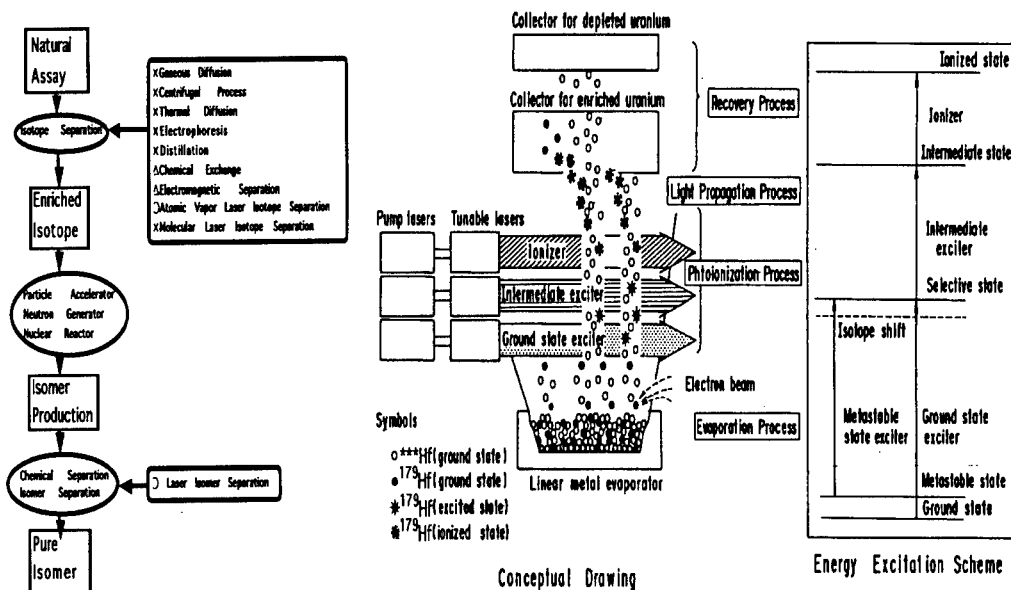 Natural
Assay
Isotope Separation
×Gaseous Diffusion
×Centrifugal Process
×Thermal Diffusion
×Electrophoresis
×Distillation
△Chemical Exchange
△Electromagnetic Separation
○Atomic Vapor Laser Isotope Separation
×Molecular Laser Isotope Separation
Enriched
Isotope
Particle Accelerator
Neutron Generator
Nuclear Reactor
Isomer
Production
Chemical Separation
Isomer Separation
○ Laser Isomer Separation
Pure
Isomer
Collector for depleted uranium
Collector for enriched uranium
Recovery Process
Light Propagation Process
Pump lasers
Tunable lasers
Ionizer
Intermediate exciter
Ground state exciter
Phtoionization Process
Electron beam
Evaporation Process
Linear metal evaporator
Symbols
○ ***Hf(ground state)
● 179Hf(ground state)
✱ 179Hf(excited state)
✱ 179Hf(ionized state)
Conceptual Drawing
Ionized state
Ionizer
Intermediate state
Intermediate
exciler
Selective state
Isotope shift
Metastable
state exciter
Ground state
exciter
Metastable state
Ground state
Energy Excitation Scheme